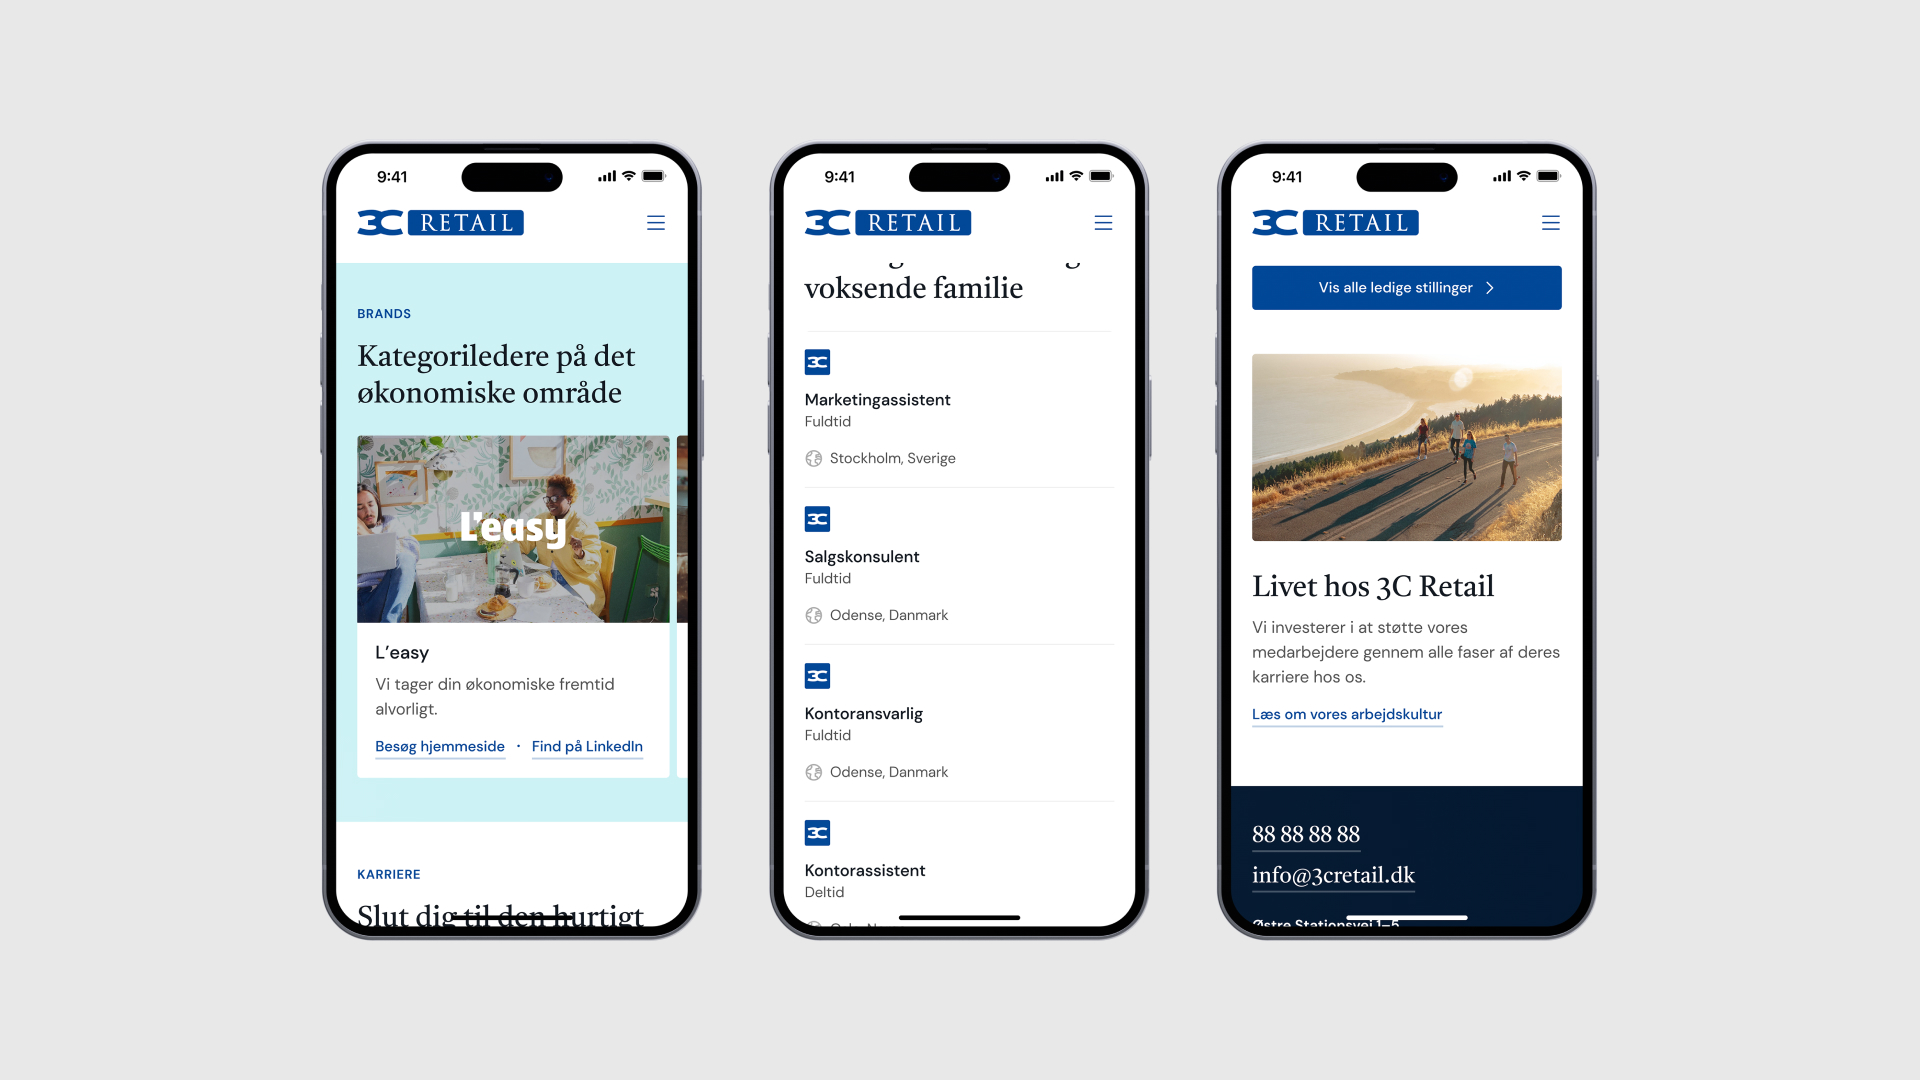 9:41
3C RETAIL
BRANDS
Kategoriledere på det
økonomiske område
L'easy
L'easy
Vi tager din økonomiske fremtid
alvorligt.
Besøg hjemmeside · Find på LinkedIn
KARRIERE
Slut dig til den hurtigt
9:41
3C RETAIL
voksende familie
3C
Marketingassistent
Fuldtid
Stockholm, Sverige
3C
Salgskonsulent
Fuldtid
Odense, Danmark
3C
Kontoransvarlig
Fuldtid
Odense, Danmark
3C
Kontorassistent
Deltid
9:41
3C RETAIL
Vis alle ledige stillinger
Livet hos 3C Retail
Vi investerer i at støtte vores
medarbejdere gennem alle faser af deres
karriere hos os.
Læs om vores arbejdskultur
88 88 88 88
info@3cretail.dk
Østre Stationsvej 1–5